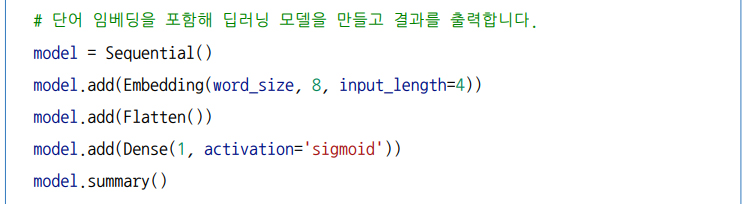 # 단어 임베딩을 포함해 딥러닝 모델을 만들고 결과를 출력합니다.
model = Sequential()
model.add(Embedding(word_size, 8, input_length=4))
model.add(Flatten())
model.add(Dense(1, activation='sigmoid'))
model.summary()